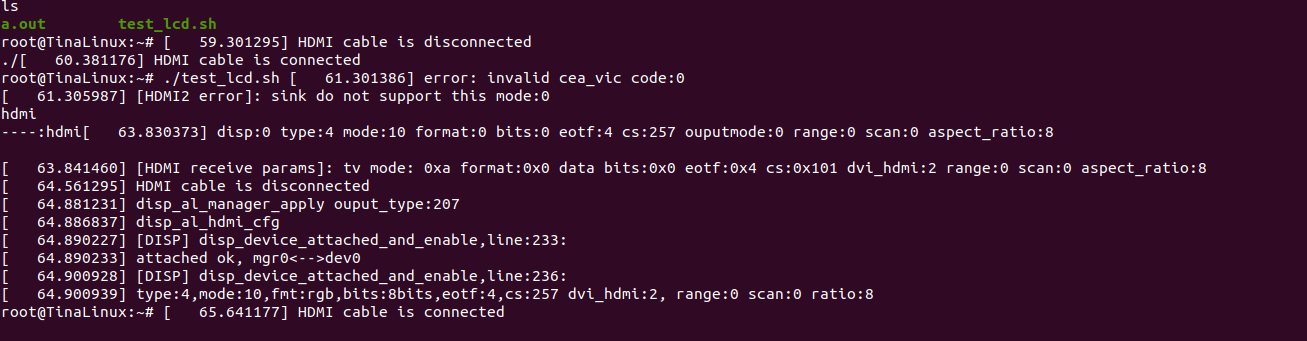 ls
a.out test_lcd.sh
root@TinaLinux:~# [ 59.301295] HDMI cable is disconnected
./[ 60.381176] HDMI cable is connected
root@TinaLinux:~# ./test_lcd.sh [ 61.301386] error: invalid cea_vic code:0
[ 61.305987] [HDMI2 error]: sink do not support this mode:0
hdmi
----:hdmi[ 63.830373] disp:0 type:4 mode:10 format:0 bits:0 eotf:4 cs:257 ouputmode:0 range:0 scan:0 aspect_ratio:8
[ 63.841460] [HDMI receive params]: tv mode: 0xa format:0x0 data bits:0x0 eotf:0x4 cs:0x101 dvi_hdmi:2 range:0 scan:0 aspect_ratio:8
[ 64.561295] HDMI cable is disconnected
[ 64.881231] disp_al_manager_apply ouput_type:207
[ 64.886837] disp_al_hdmi_cfg
[ 64.890227] [DISP] disp_device_attached_and_enable,line:233:
[ 64.890233] attached ok, mgr0<-->dev0
[ 64.900928] [DISP] disp_device_attached_and_enable,line:236:
[ 64.900939] type:4,mode:10,fmt:rgb,bits:8bits,eotf:4,cs:257 dvi_hdmi:2, range:0 scan:0 ratio:8
root@TinaLinux:~# [ 65.641177] HDMI cable is connected